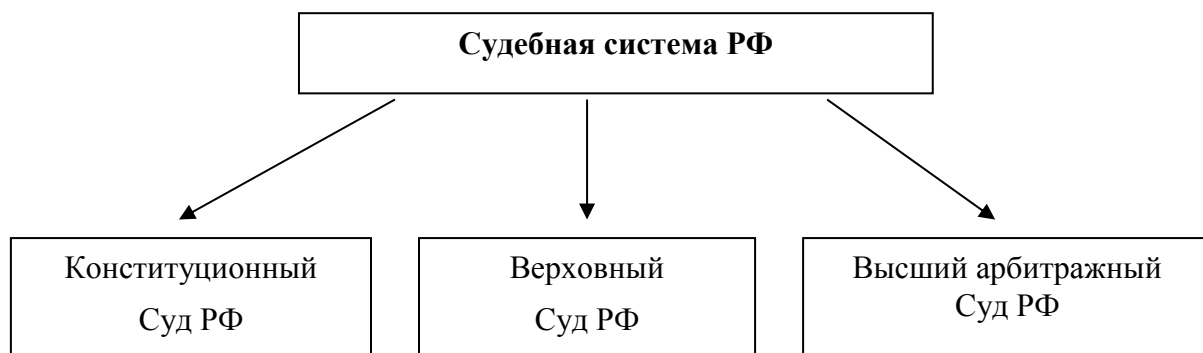 Судебная система РФ
Конституционный
Суд РФ
Верховный
Суд РФ
Высший арбитражный
Суд РФ